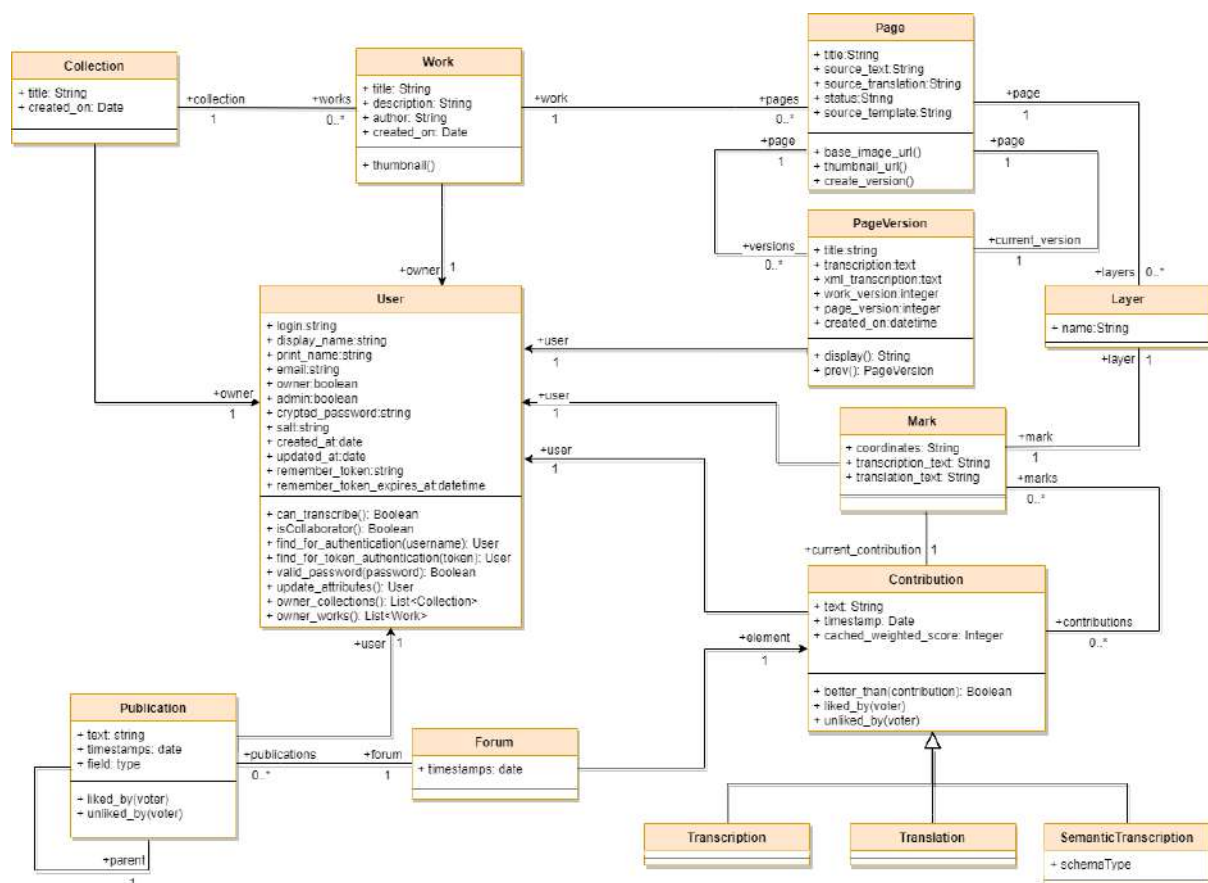 Collection
+ title: String
+ created_on: Date
+collection
1
+works
0..*
Work
+ title: String
+ description: String
+ author: String
+ created_on: Date
+ thumbnail()
+work
1
+pages
0..*
Page
+ title:String
+ source_text:String
+ source_translation:String
+ status:String
+ source_template:String
+ base_image_url()
+ thumbnail_url()
+ create_version()
+page
1
+page
1
+page
1
+versions
0..*
+current_version
1
PageVersion
+ title:string
+ transcription:text
+ xml_transcription:text
+ work_version:integer
+ page_version:integer
+ created_on:datetime
+ display(): String
+ prev(): PageVersion
+layers
0..*
Layer
+ name:String
+layer
1
+owner
1
+owner
1
User
+ login:string
+ display_name:string
+ print_name:string
+ email:string
+ owner:boolean
+ admin:boolean
+ crypted_password:string
+ salt:string
+ created_at:date
+ updated_at:date
+ remember_token:string
+ remember_token_expires_at:datetime
+ can_transcribe(): Boolean
+ isCollaborator(): Boolean
+ find_for_authentication(username): User
+ find_for_token_authentication(token): User
+ valid_password(password): Boolean
+ update_attributes(): User
+ owner_collections(): List<Collection>
+ owner_works(): List<Work>
+user
1
+user
1
+user
1
+user
1
Mark
+ coordinates: String
+ transcription_text: String
+ translation_text: String
+mark
1
+marks
0..*
+current_contribution
1
Contribution
+ text: String
+ timestamp: Date
+ cached_weighted_score: Integer
+ better_than(contribution): Boolean
+ liked_by(voter)
+ unliked_by(voter)
+contributions
0..*
+element
1
Publication
+ text: string
+ timestamps: date
+ field: type
+ liked_by(voter)
+ unliked_by(voter)
+parent
1
+publications
0..*
+forum
1
Forum
+ timestamps: date
Transcription
Translation
SemanticTranscription
+ schemaType